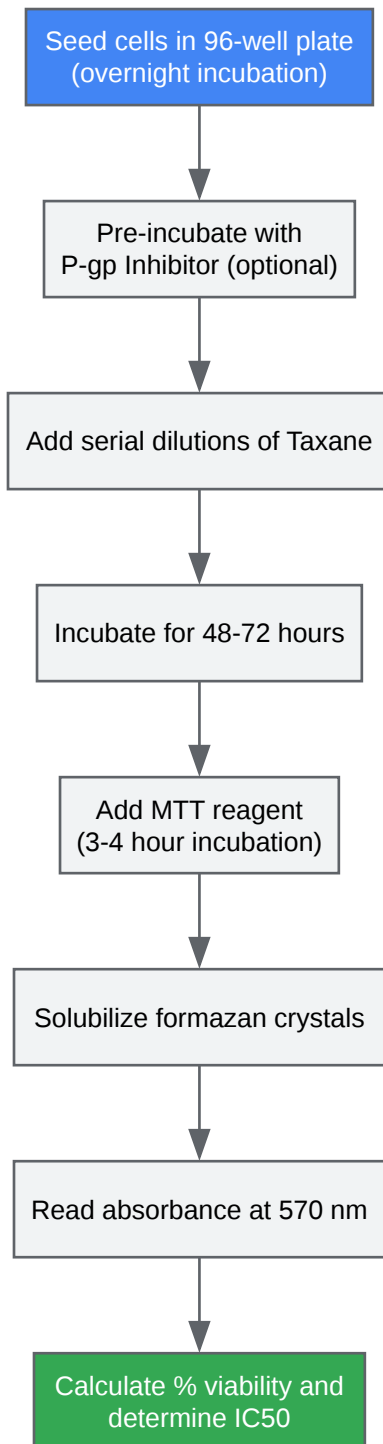 Seed cells in 96-well plate
(overnight incubation)
Pre-incubate with
P-gp Inhibitor (optional)
Add serial dilutions of Taxane
Incubate for 48-72 hours
Add MTT reagent
(3-4 hour incubation)
Solubilize formazan crystals
Read absorbance at 570 nm
Calculate % viability and
determine IC50